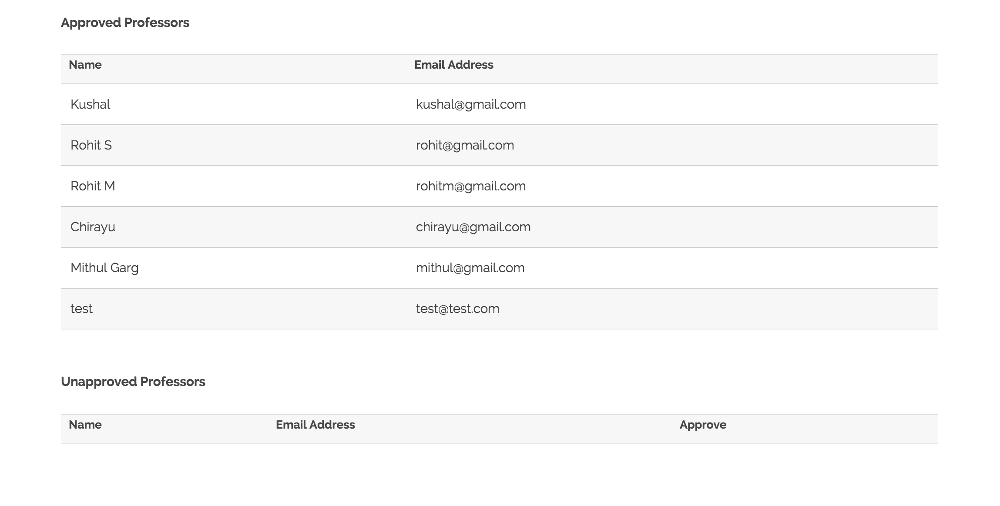 Approved Professors
Name Email Address
Kushal kushal@gmail.com
Rohit S rohit@gmail.com
Rohit M rohitm@gmail.com
Chirayu chirayu@gmail.com
Mithul Garg mithul@gmail.com
test test@test.com
Unapproved Professors
Name Email Address Approve